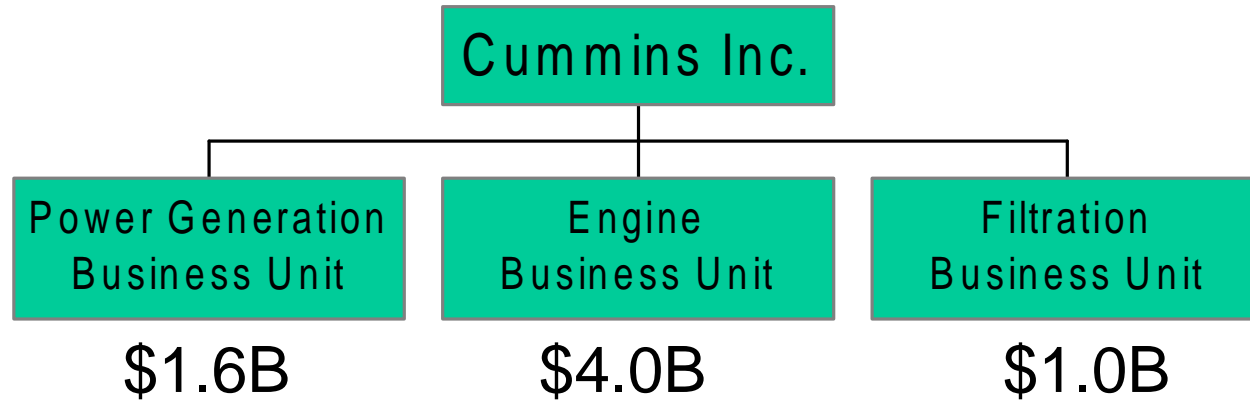 Cummins Inc.
Power Generation
Business Unit
Engine
Business Unit
Filtration
Business Unit
$1.6B
$4.0B
$1.0B